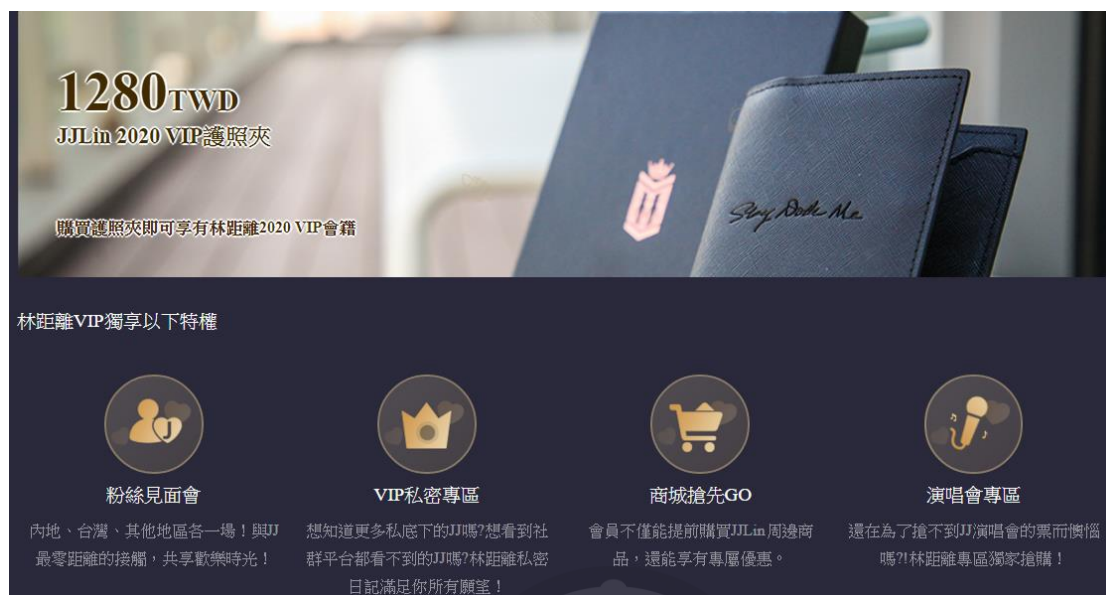 1280TWD
JJLin 2020 VIP護照夾
購買護照夾即可享有林距離2020 VIP會籍
Stay Beside Me
林距離VIP獨享以下特權
J
粉絲見面會
VIP私密專區
商城搶先GO
演唱會專區
內地、台灣、其他地區各一場！與JJ
最零距離的接觸，共享歡樂時光！
想知道更多私底下的JJ嗎?想看到社
群平台都看不到的JJ嗎?林距離私密
日記滿足你所有願望！
會員不僅能提前購買JJLin周邊商
品，還能享有專屬優惠。
還在為了搶不到JJ演唱會的票而懊惱
嗎?!林距離專區獨家搶購！